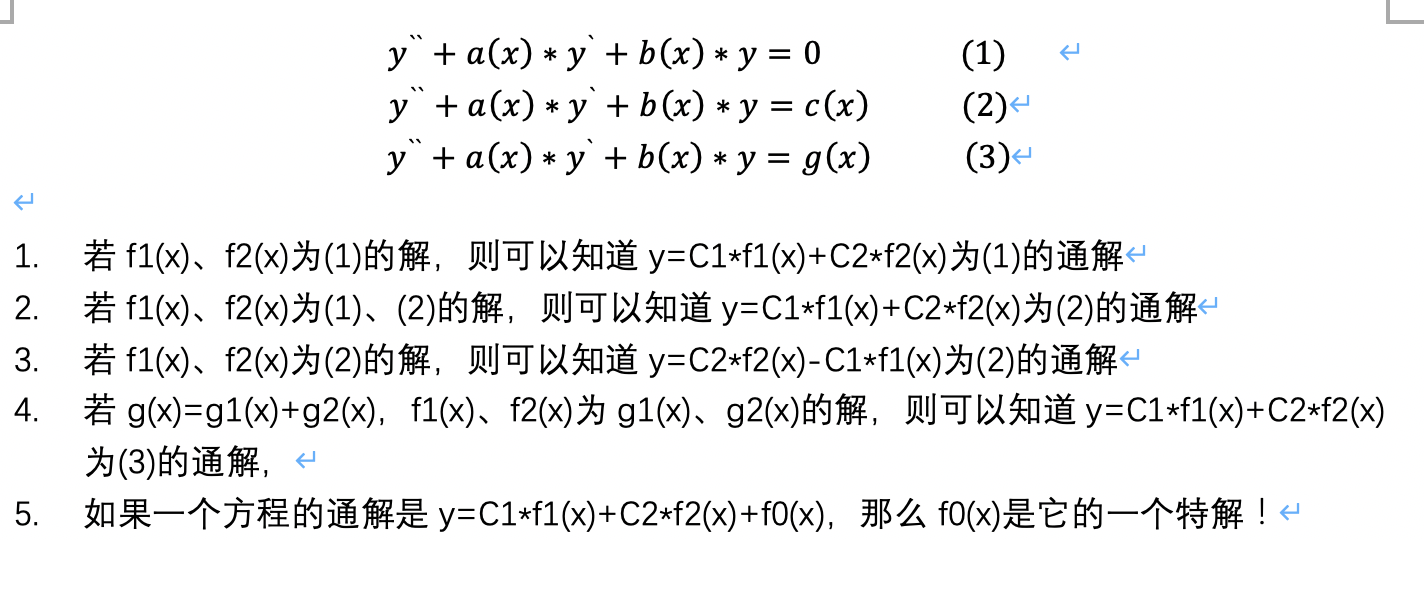 y`` + a(x) * y` + b(x) * y = 0 (1)
y`` + a(x) * y` + b(x) * y = c(x) (2)
y`` + a(x) * y` + b(x) * y = g(x) (3)
1. 若 f1(x)、f2(x)为(1)的解，则可以知道 y=C1*f1(x)+C2*f2(x)为(1)的通解
2. 若 f1(x)、f2(x)为(1)、(2)的解，则可以知道 y=C1*f1(x)+C2*f2(x)为(2)的通解
3. 若 f1(x)、f2(x)为(2)的解，则可以知道 y=C2*f2(x)-C1*f1(x)为(2)的通解
4. 若 g(x)=g1(x)+g2(x)，f1(x)、f2(x)为 g1(x)、g2(x)的解，则可以知道 y=C1*f1(x)+C2*f2(x)
为(3)的通解，
5. 如果一个方程的通解是 y=C1*f1(x)+C2*f2(x)+f0(x)，那么 f0(x)是它的一个特解！